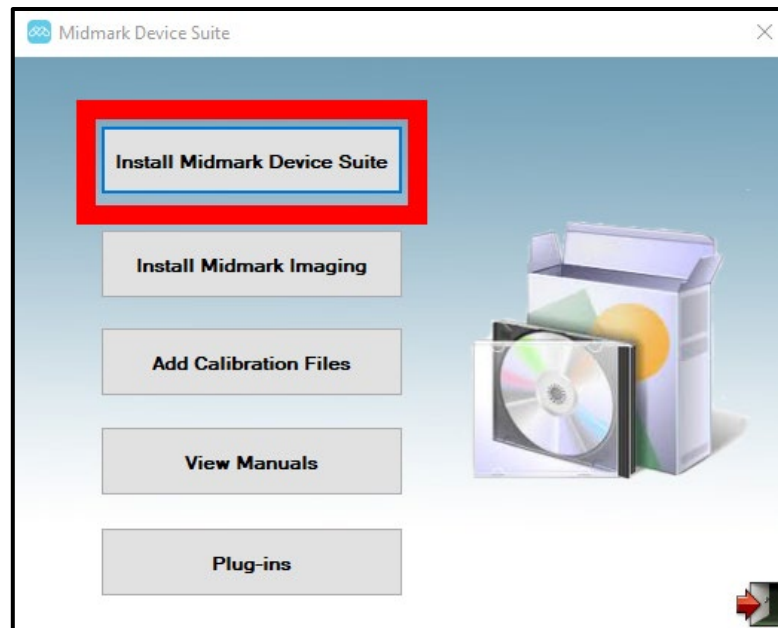 Midmark Device Suite
Install Midmark Device Suite
Install Midmark Imaging
Add Calibration Files
View Manuals
Plug-ins